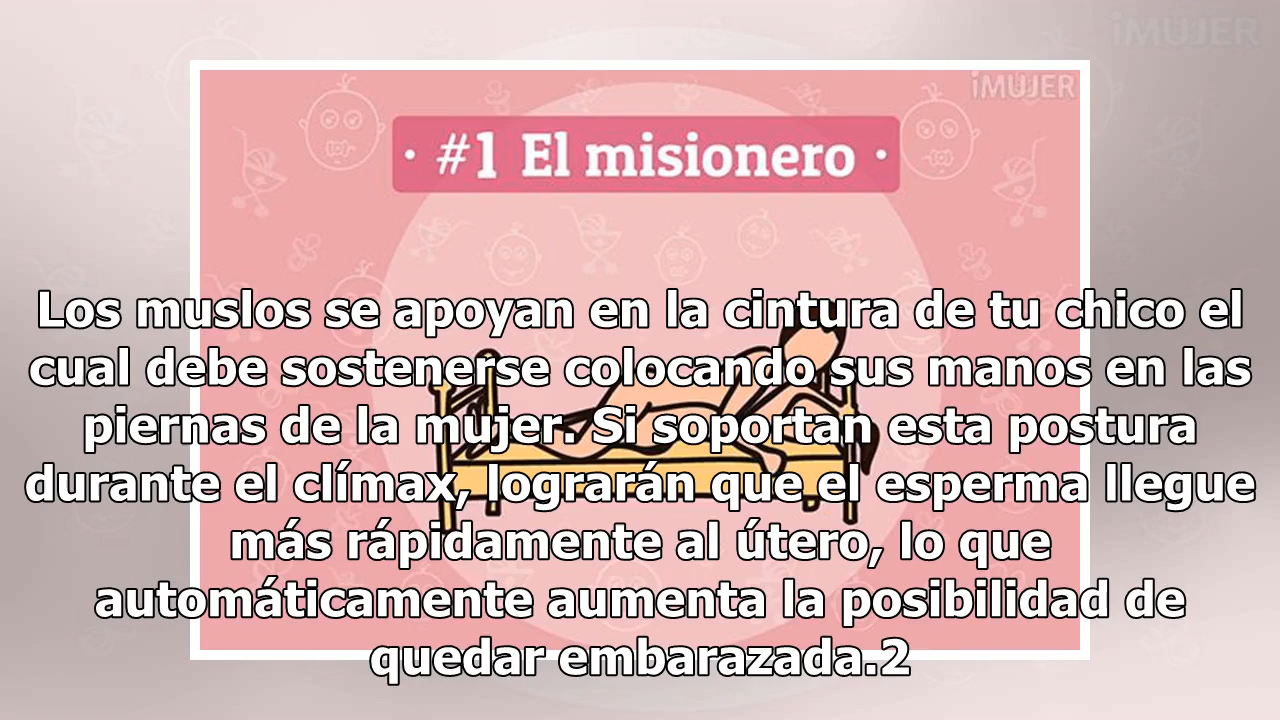 iMUJER
iMUJER
· #1 El misionero ·
Los muslos se apoyan en la cintura de tu chico el
cual debe sostenerse colocando sus manos en las
piernas de la mujer. Si soportan esta postura
durante el clímax, lograrán que el esperma llegue
más rápidamente al útero, lo que
automáticamente aumenta la posibilidad de
quedar embarazada.2